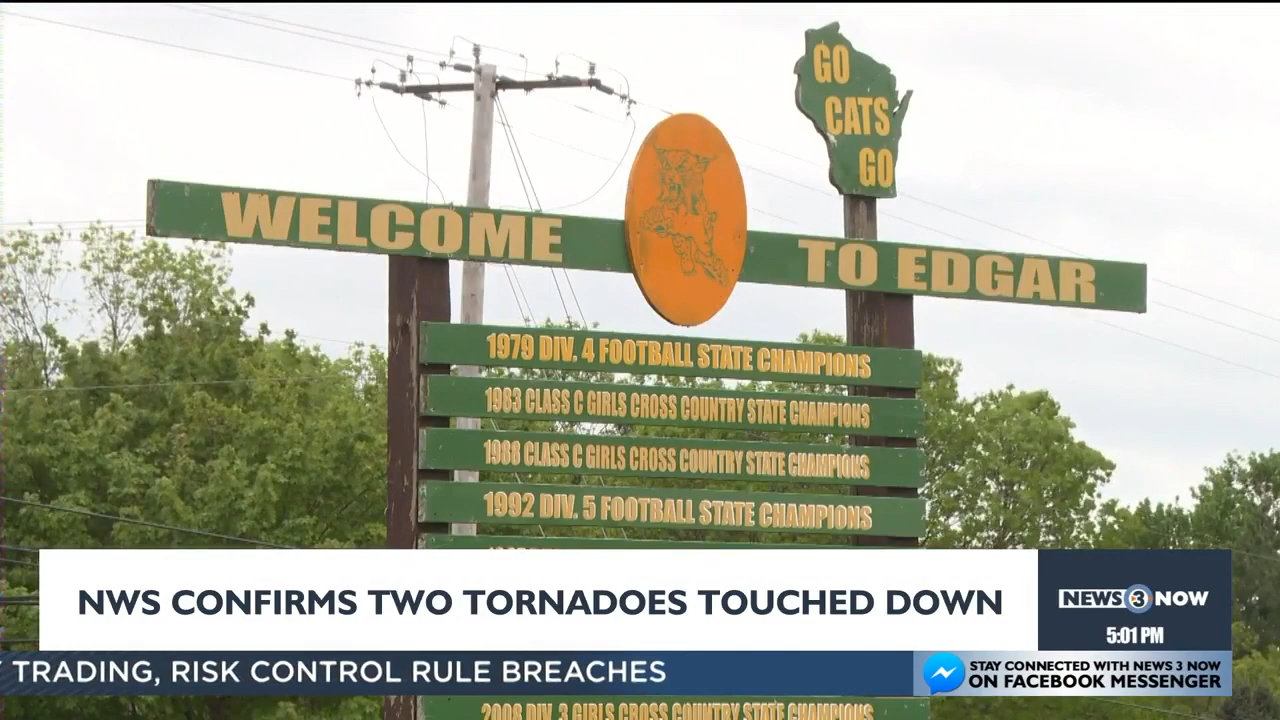 GO
CATS
GO
WELCOME TO EDGAR
1979 DIV. 4 FOOTBALL STATE CHAMPIONS
1983 CLASS C GIRLS CROSS COUNTRY STATE CHAMPIONS
1988 CLASS C GIRLS CROSS COUNTRY STATE CHAMPIONS
1992 DIV. 5 FOOTBALL STATE CHAMPIONS
NWS CONFIRMS TWO TORNADOES TOUCHED DOWN
NEWS 3 NOW
5:01 PM
TRADING, RISK CONTROL RULE BREACHES
STAY CONNECTED WITH NEWS 3 NOW
ON FACEBOOK MESSENGER
2008 DIV. 3 GIRLS CROSS COUNTRY STATE CHAMPIONS